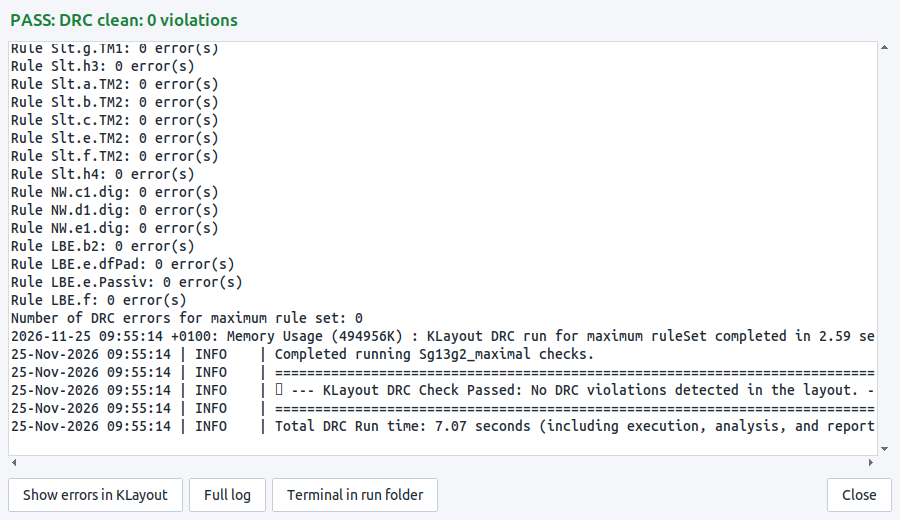 PASS: DRC clean: 0 violations
Rule Slt.g.TM1: 0 error(s)
Rule Slt.h3: 0 error(s)
Rule Slt.a.TM2: 0 error(s)
Rule Slt.b.TM2: 0 error(s)
Rule Slt.c.TM2: 0 error(s)
Rule Slt.e.TM2: 0 error(s)
Rule Slt.f.TM2: 0 error(s)
Rule Slt.h4: 0 error(s)
Rule NW.c1.dig: 0 error(s)
Rule NW.d1.dig: 0 error(s)
Rule NW.e1.dig: 0 error(s)
Rule LBE.b2: 0 error(s)
Rule LBE.e.dfPad: 0 error(s)
Rule LBE.e.Passiv: 0 error(s)
Rule LBE.f: 0 error(s)
Number of DRC errors for maximum rule set: 0
2026-11-25 09:55:14 +0100: Memory Usage (494956K) : KLayout DRC run for maximum ruleSet completed in 2.59 se
25-Nov-2026 09:55:14 | INFO    | Completed running Sg13g2_maximal checks.
25-Nov-2026 09:55:14 | INFO    | ===========================================================================
25-Nov-2026 09:55:14 | INFO    | --- KLayout DRC Check Passed: No DRC violations detected in the layout. -
25-Nov-2026 09:55:14 | INFO    | ===========================================================================
25-Nov-2026 09:55:14 | INFO    | Total DRC Run time: 7.07 seconds (including execution, analysis, and report
Show errors in KLayout Full log Terminal in run folder Close